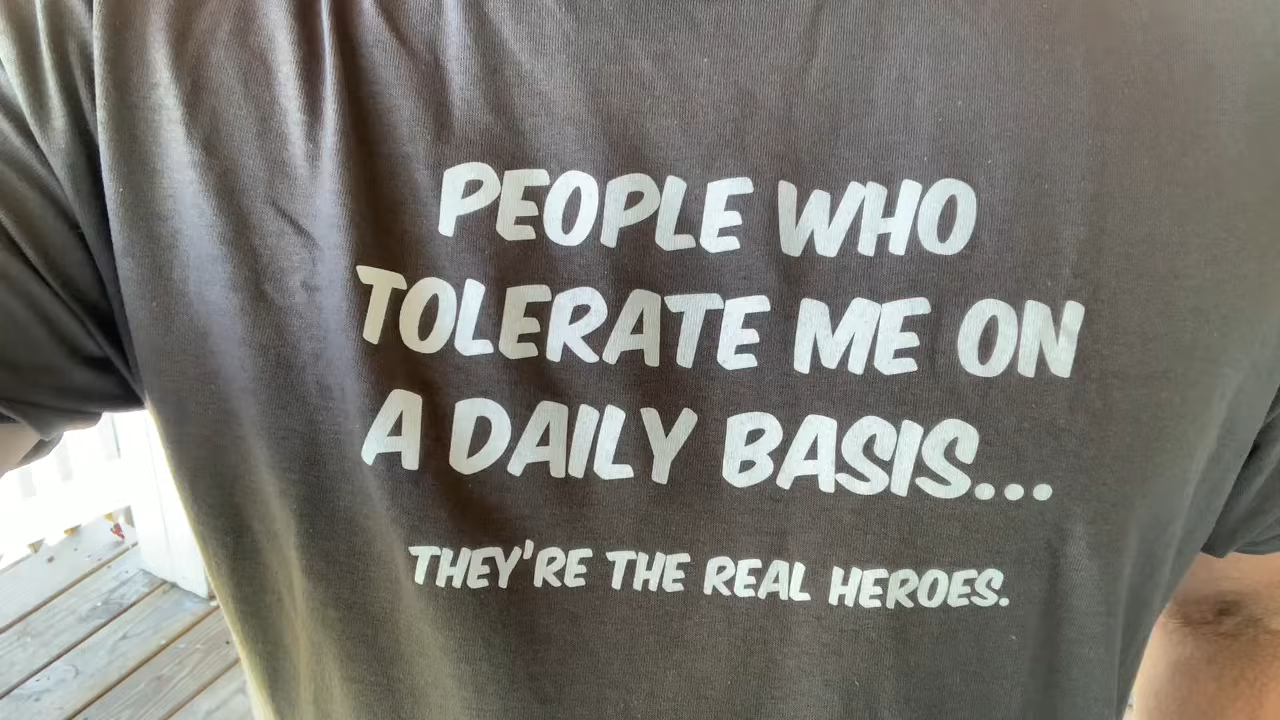 PEOPLE WHO
TOLERATE ME ON
A DAILY BASIS...
THEY'RE THE REAL HEROES.